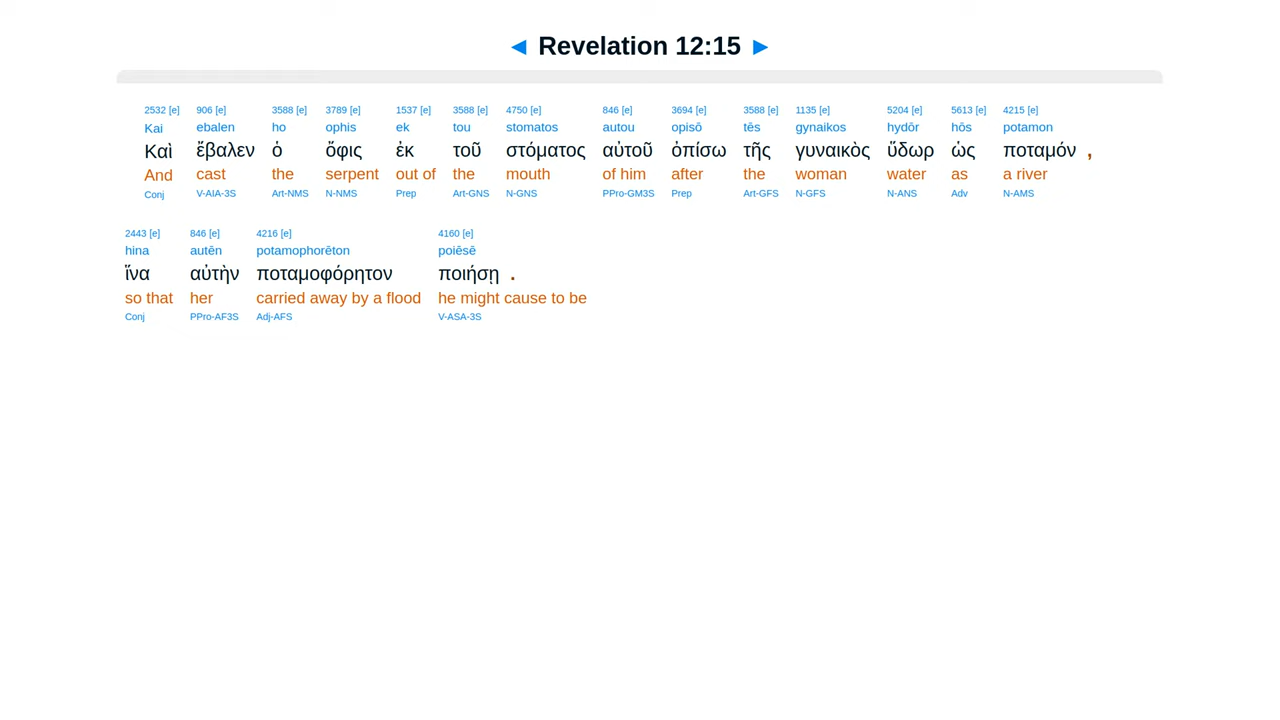 ◄ Revelation 12:15 ►
2532 [e] 906 [e] 3588 [e] 3789 [e] 1537 [e] 3588 [e] 4750 [e] 846 [e] 3694 [e] 3588 [e] 1135 [e] 5204 [e] 5613 [e] 4215 [e]
Kai ebalen ho ophis ek tou stomatos autou opisō tēs gynaikos hydōr hōs potamon
Καὶ ἔβαλεν ὁ ὄφις ἐκ τοῦ στόματος αὐτοῦ ὀπίσω τῆς γυναικὸς ὕδωρ ὡς ποταμόν ,
And cast the serpent out of the mouth of him after the woman water as a river
Conj V-AIA-3S Art-NMS N-NMS Prep Art-GNS N-GNS PPro-GM3S Prep Art-GFS N-GFS N-ANS Adv N-AMS
2443 [e] 846 [e] 4216 [e] 4160 [e]
hina autēn potamophorēton poiēsē
ἵνα αὐτὴν ποταμοφόρητον ποιήσῃ .
so that her carried away by a flood he might cause to be
Conj PPro-AF3S Adj-AFS V-ASA-3S